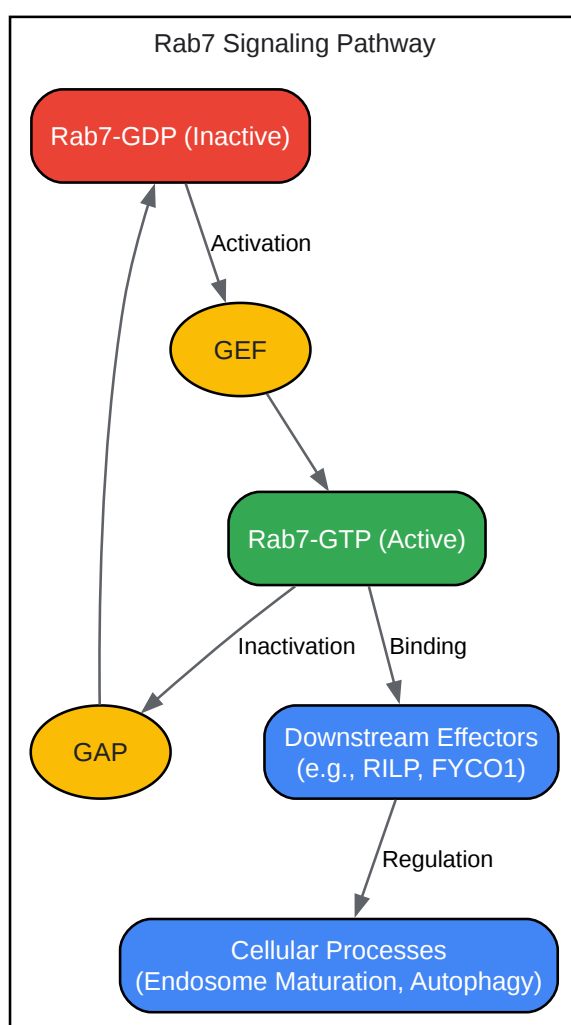 Rab7 Signaling Pathway
Rab7-GDP (Inactive)
Activation
GEF
Rab7-GTP (Active)
Inactivation
Binding
GAP
Downstream Effectors
(e.g., RILP, FYCO1)
Regulation
Cellular Processes
(Endosome Maturation, Autophagy)